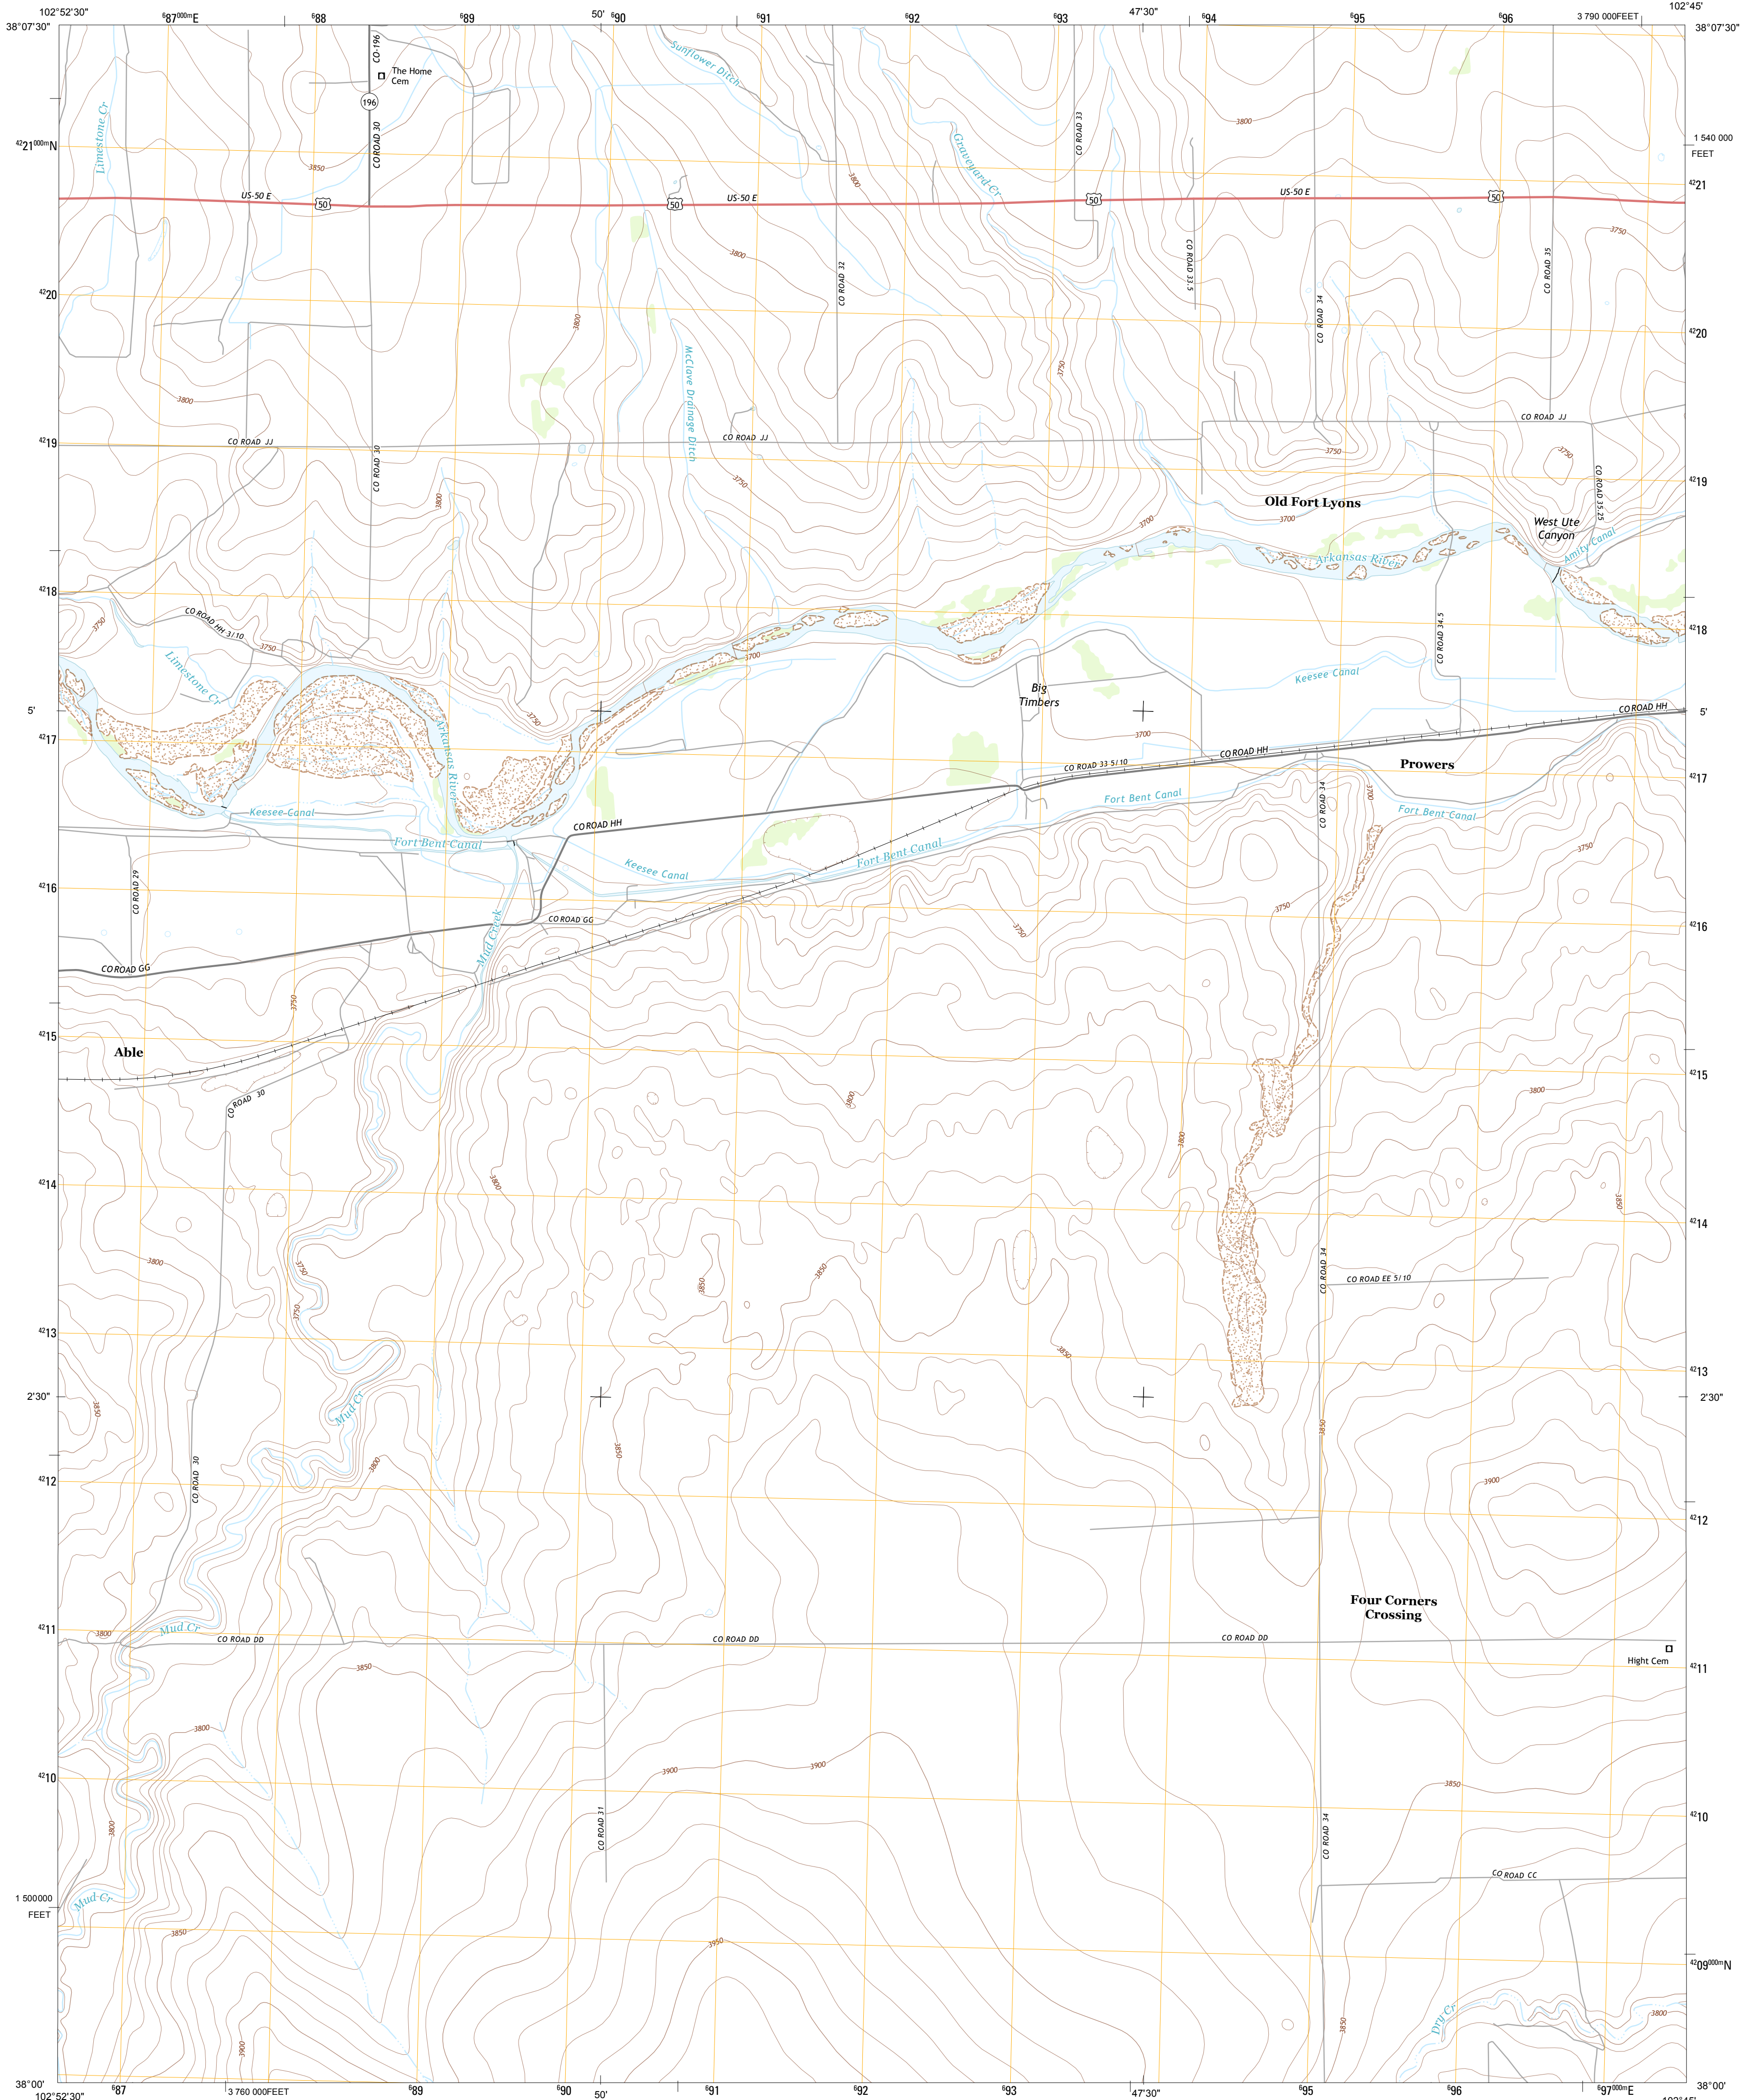 102°52'30"
⁶87⁰⁰⁰ᵐE
⁶88
⁶89
50'
⁶90
⁶91
⁶92
⁶93
47'30"
⁶94
⁶95
⁶96
3 790 000FEET
102°45'
38°07'30"
38°07'30"
CO-196
The Home
Cem
196
CO ROAD 30
Sunflower Ditch
Limestone Cr
Graveyard Cr
CO ROAD 33
3800
1 540 000
FEET
⁴²21⁰⁰⁰ᵐN
⁴²21
3850
3800
US-50 E
50
50
US-50 E
50
US-50 E
50
3750
3800
CO ROAD 32
CO ROAD 33.5
CO ROAD 34
CO ROAD 35
⁴²20
⁴²20
3800
McClave Drainage Ditch
3750
3800
CO ROAD JJ
CO ROAD JJ
CO ROAD JJ
⁴²19
⁴²19
CO ROAD 30
3750
3750
3750
CO ROAD 35.25
3800
Old Fort Lyons
3700
3700
West Ute
Canyon
Amity Canal
Arkansas River
⁴²18
⁴²18
CO ROAD HH 3/10
3750
3750
3700
CO ROAD 34.5
Limestone Cr
Keesee Canal
Big
Timbers
5'
5'
3750
CO ROAD HH
Arkansas River
3700
⁴²17
⁴²17
CO ROAD HH
CO ROAD 33 5/10
Prowers
Fort Bent Canal
3700
Keesee Canal
CO ROAD 34
Fort Bent Canal
CO ROAD HH
Fort Bent Canal
Fort Bent Canal
3750
Keesee Canal
⁴²16
⁴²16
CO ROAD 29
CO ROAD GG
3750
3750
Mud Creek
CO ROAD GG
3750
⁴²15
⁴²15
Able
CO ROAD 30
3800
3800
3800
3800
3850
⁴²14
⁴²14
3800
3750
3850
3850
CO ROAD 34
CO ROAD EE 5/10
3750
⁴²13
⁴²13
3850
2'30"
2'30"
3850
Mud Cr
3850
3850
3800
3900
⁴²12
⁴²12
CO ROAD 30
Four Corners
Crossing
⁴²11
⁴²11
3800
Mud Cr
CO ROAD DD
CO ROAD DD
CO ROAD DD
Hight Cem
3850
3800
3900
3900
3850
⁴²10
⁴²10
3800
CO ROAD 31
CO ROAD 34
CO ROAD CC
Mud Cr
1 500000
FEET
3850
3950
⁴²09⁰⁰⁰ᵐN
Dry Cr
3800
3850
3900
38°00'
38°00'
102°52'30"
⁶87
3 760 000FEET
⁶89
⁶90
50'
⁶91
⁶92
⁶93
47'30"
⁶95
⁶96
⁶97⁰⁰⁰ᵐE
102°45'